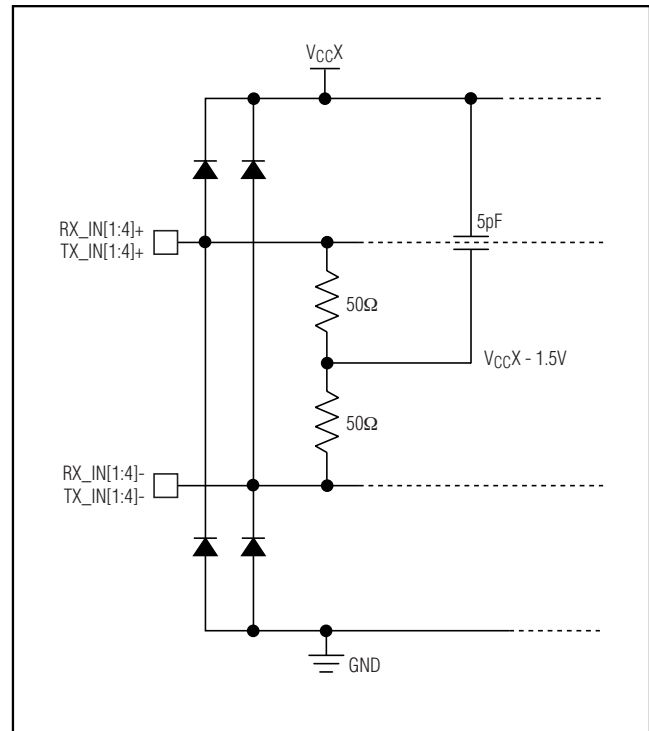 VCCX
RX_IN[1:4]+
TX_IN[1:4]+
5pF
50Ω
VCCX - 1.5V
50Ω
RX_IN[1:4]-
TX_IN[1:4]-
GND